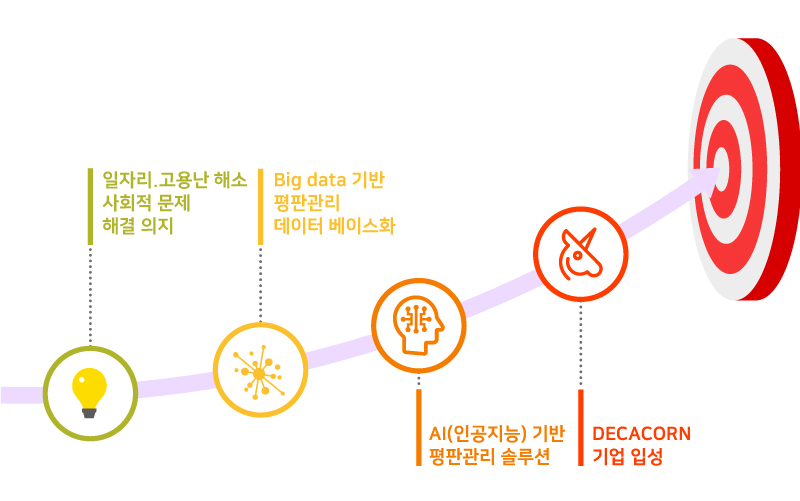 일자리.고용난 해소
사회적 문제
해결 의지
Big data 기반
평판관리
데이터 베이스화
AI(인공지능) 기반
평판관리 솔루션
DECACORN
기업 입성